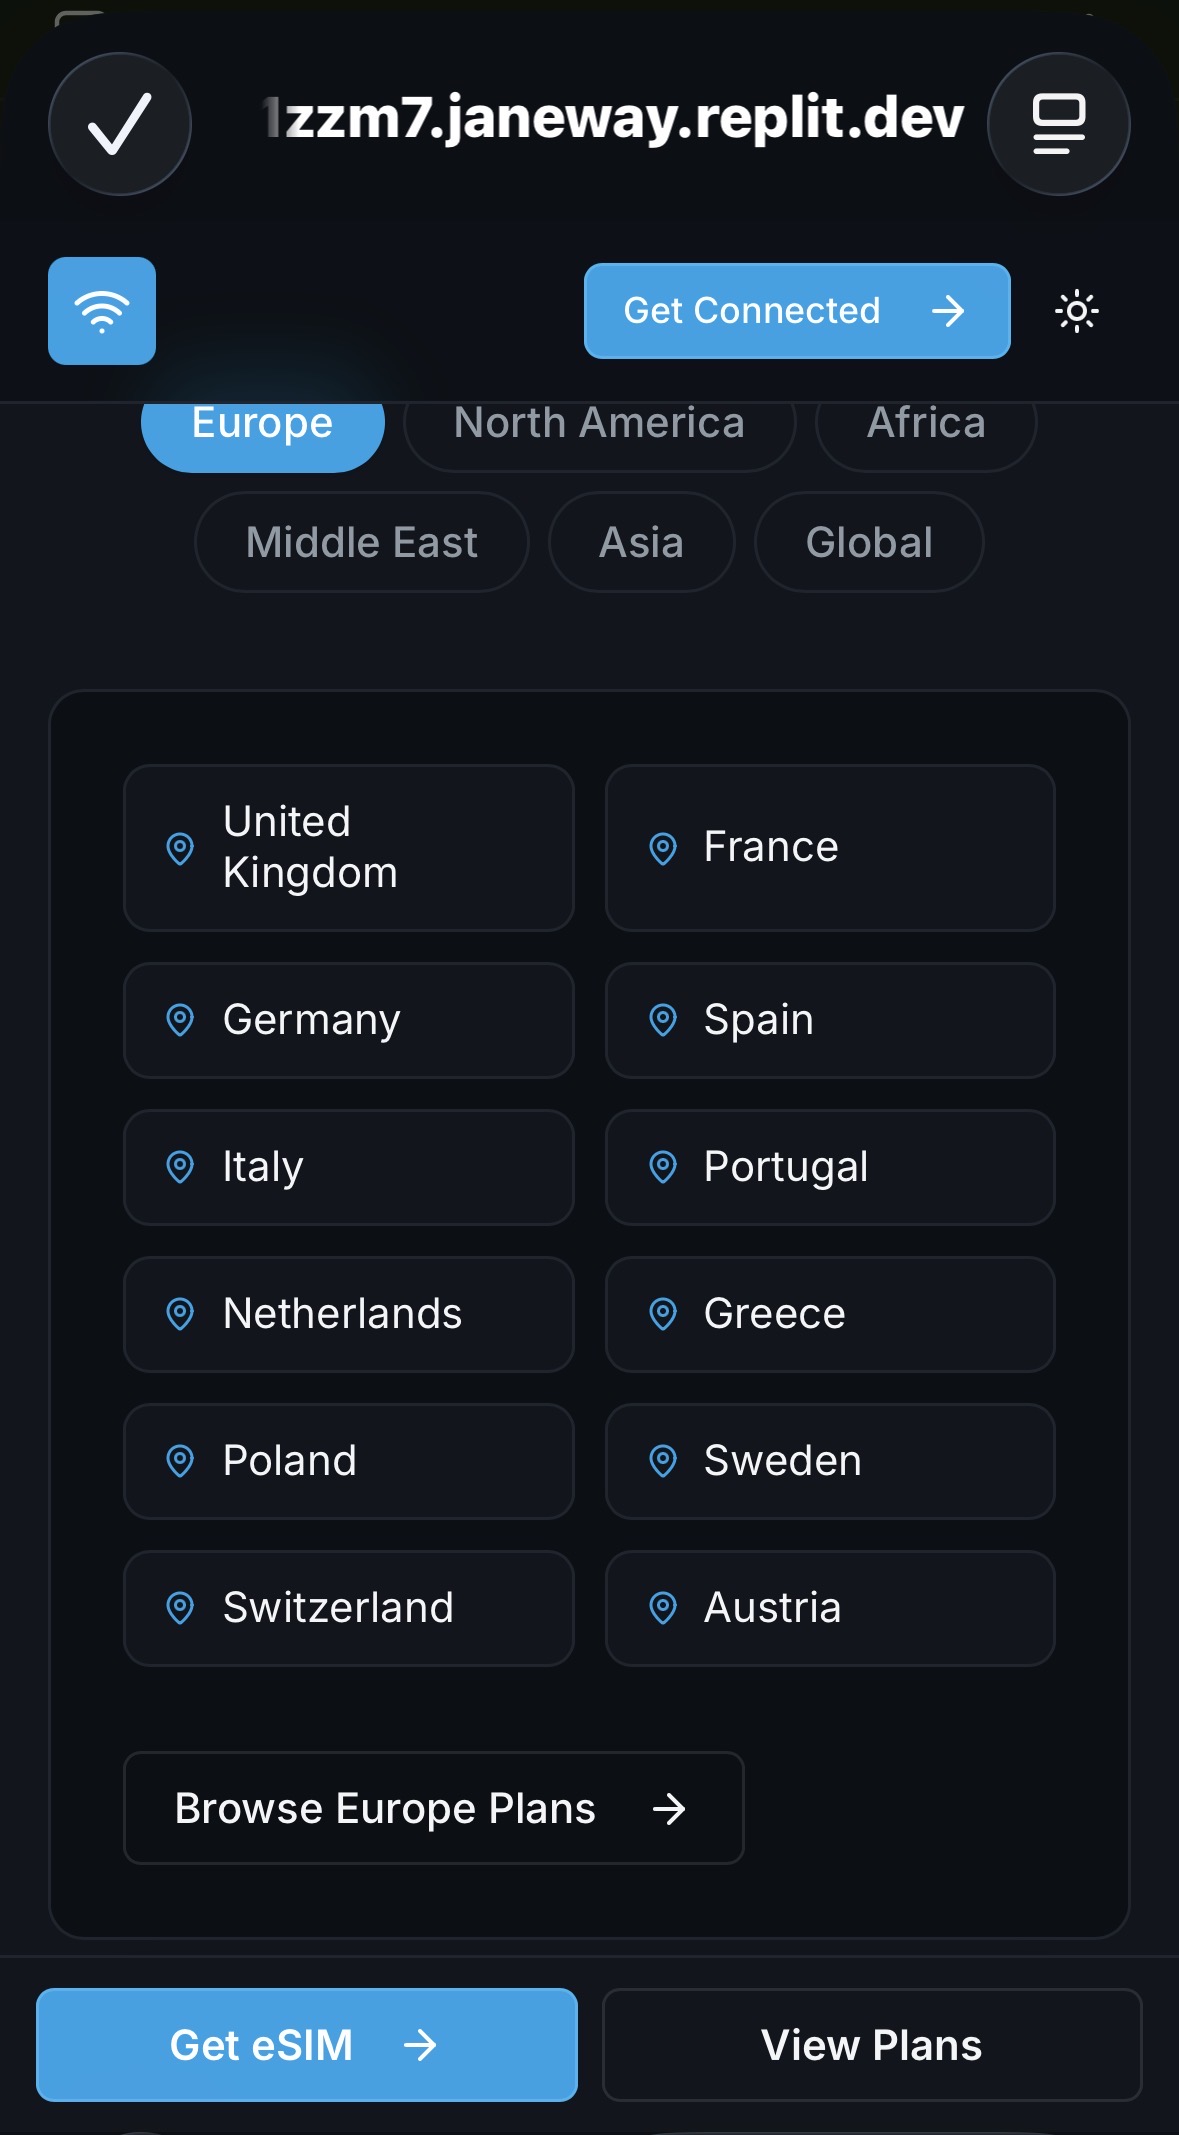 1zzm7.janeway.replit.dev
Get Connected
Europe
North America
Africa
Middle East
Asia
Global
United
Kingdom
France
Germany
Spain
Italy
Portugal
Netherlands
Greece
Poland
Sweden
Switzerland
Austria
Browse Europe Plans
Get eSIM
View Plans